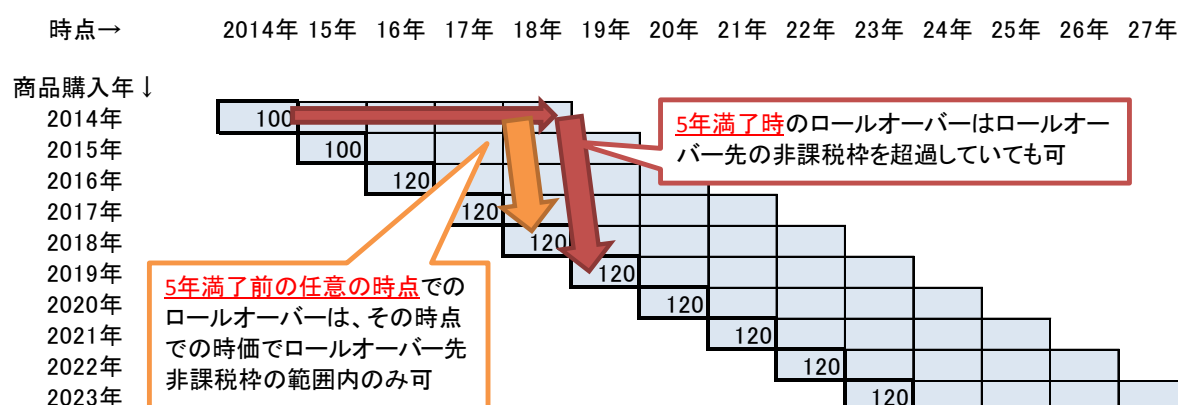 時点→ 2014年 15年 16年 17年 18年 19年 20年 21年 22年 23年 24年 25年 26年 27年
商品購入年↓
2014年 100
2015年 100
2016年 120
2017年 120
2018年 120
2019年 120
2020年 120
2021年 120
2022年 120
2023年 120
5年満了時のロールオーバーはロールオー
バー先の非課税枠を超過していても可
5年満了前の任意の時点での
ロールオーバーは、その時点
での時価でロールオーバー先
非課税枠の範囲内のみ可